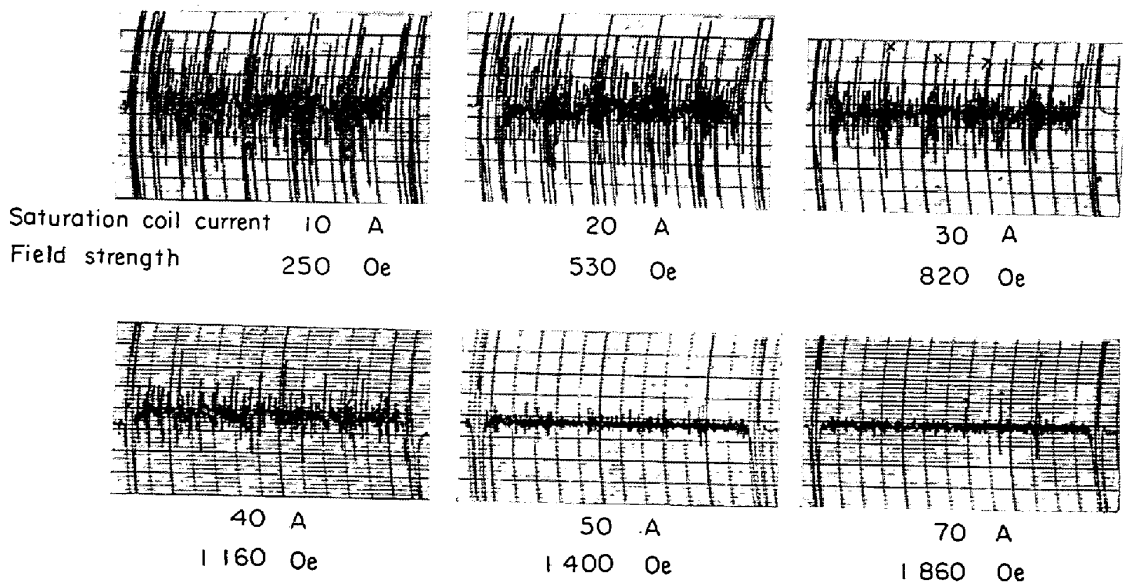 Saturation coil current 10 A 20 A 30 A
Field strength 250 Oe 530 Oe 820 Oe
40 A 50 A 70 A
1 160 Oe 1 400 Oe 1 860 Oe